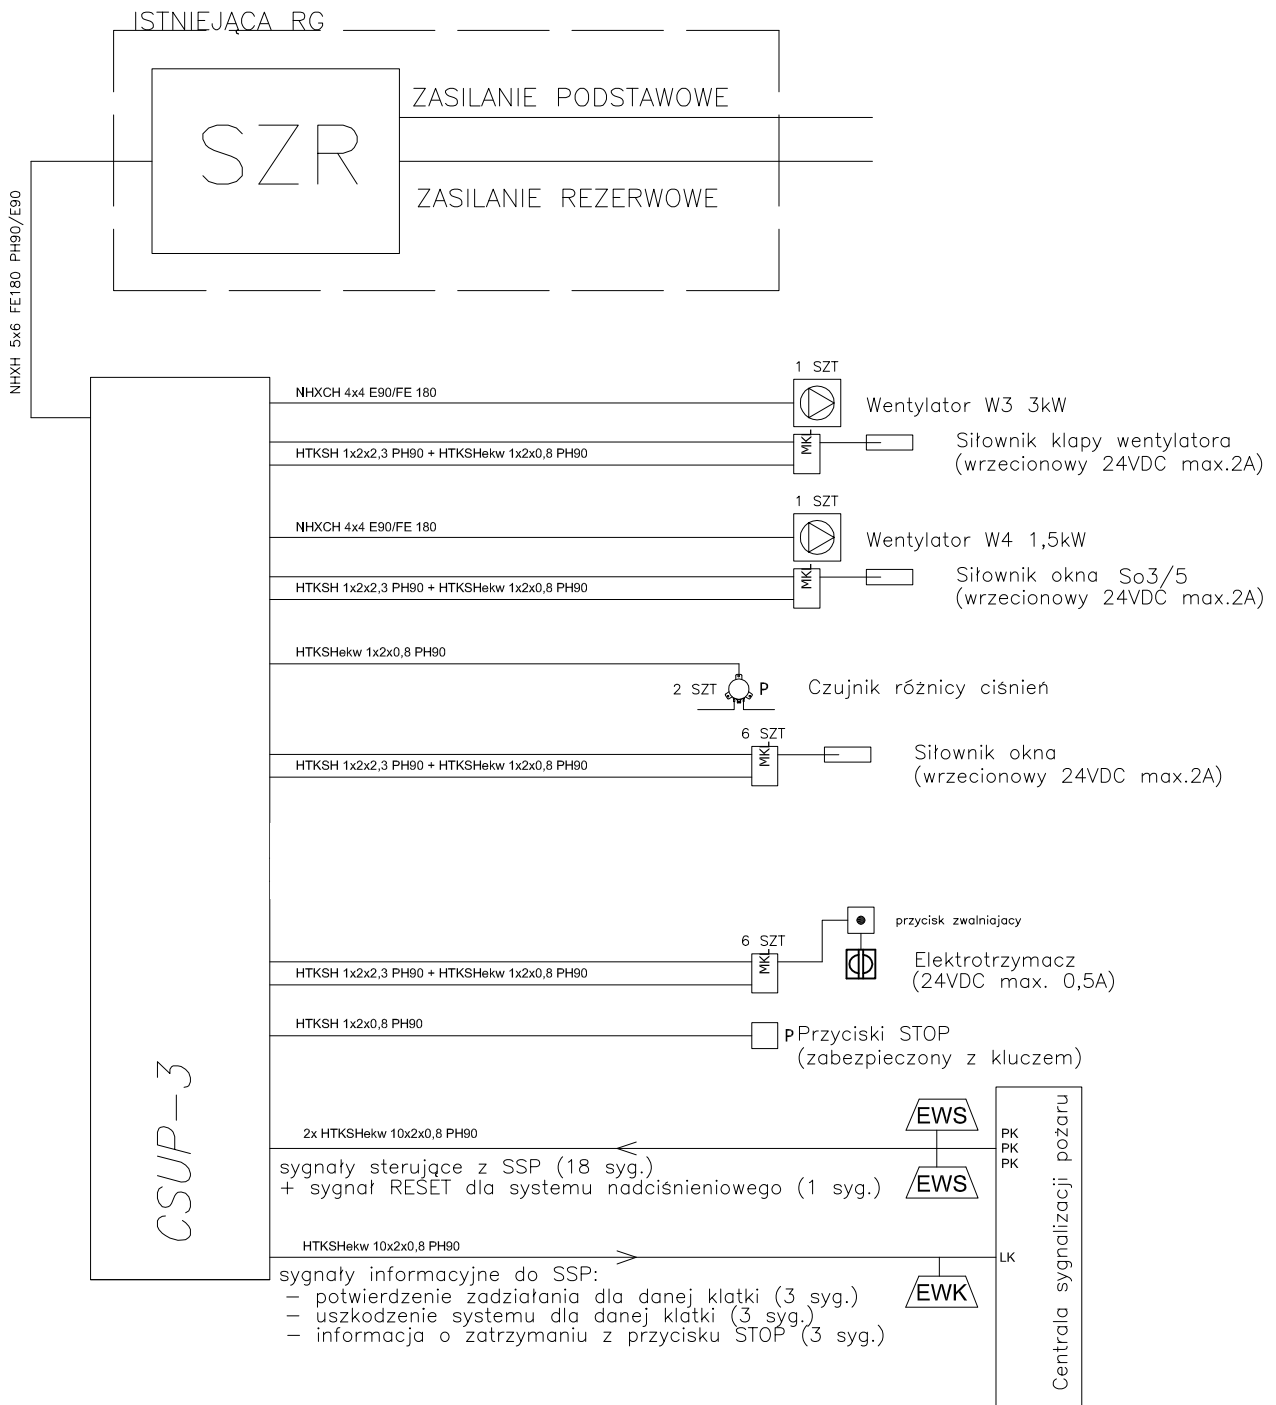 ISTNIEJĄCA RG
ZASILANIE PODSTAWOWE
SZR
ZASILANIE REZERWOWE
NHXH 5x6 FE180 PH90/E90
1 SZT
NHXCH 4x4 E90/FE 180
Wentylator W3 3kW
MKL
Siłownik klapy wentylatora
HTKSH 1x2x2,3 PH90 + HTKSHekw 1x2x0,8 PH90
(wrzecionowy 24VDC max.2A)
1 SZT
NHXCH 4x4 E90/FE 180
Wentylator W4 1,5kW
MKL
Siłownik okna So3/5
HTKSH 1x2x2,3 PH90 + HTKSHekw 1x2x0,8 PH90
(wrzecionowy 24VDC max.2A)
HTKSHekw 1x2x0,8 PH90
2 SZT P Czujnik różnicy ciśnień
6 SZT
MKL
Siłownik okna
HTKSH 1x2x2,3 PH90 + HTKSHekw 1x2x0,8 PH90
(wrzecionowy 24VDC max.2A)
przycisk zwalniajacy
6 SZT
MKL
Elektrotrzymacz
HTKSH 1x2x2,3 PH90 + HTKSHekw 1x2x0,8 PH90
(24VDC max. 0,5A)
HTKSH 1x2x0,8 PH90
P Przyciski STOP
(zabezpieczony z kluczem)
CSUP-3
EWS
2x HTKSHekw 10x2x0,8 PH90
PK
PK
PK
sygnały sterujące z SSP (18 syg.)
+ sygnał RESET dla systemu nadciśnieniowego (1 syg.)
EWS
HTKSHekw 10x2x0,8 PH90
LK
sygnały informacyjne do SSP:
EWK
– potwierdzenie zadziałania dla danej klatki (3 syg.)
– uszkodzenie systemu dla danej klatki (3 syg.)
– informacja o zatrzymaniu z przycisku STOP (3 syg.)
Centrala sygnalizacji pożaru